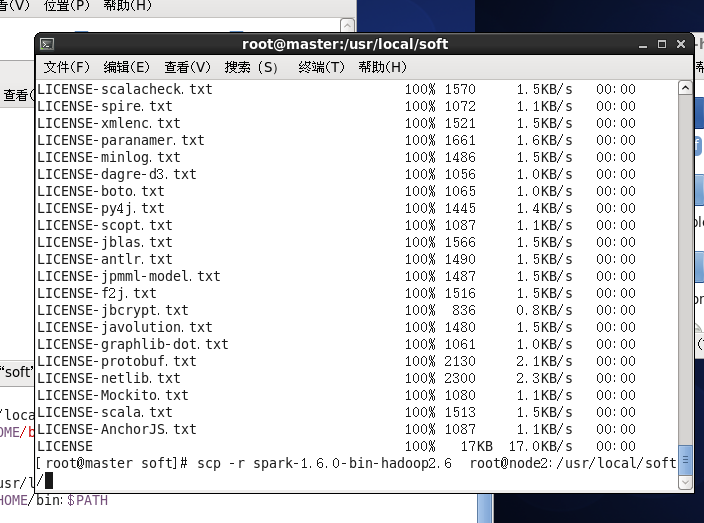 看(V) 位置(P) 帮助(H)
root@master:/usr/local/soft
文件(F) 编辑(E) 查看(V) 搜索 (S) 终端(T) 帮助(H)
查看(
LICENSE-scalacheck.txt 100% 1570 1.5KB/s 00:00
LICENSE-spire.txt 100% 1072 1.1KB/s 00:00
LICENSE-xmlenc.txt 100% 1521 1.5KB/s 00:00
LICENSE-paranamer.txt 100% 1661 1.6KB/s 00:00
LICENSE-minlog.txt 100% 1486 1.5KB/s 00:00
LICENSE-dagre-d3.txt 100% 1056 1.0KB/s 00:00
LICENSE-boto.txt 100% 1065 1.0KB/s 00:00
LICENSE-py4j.txt 100% 1445 1.4KB/s 00:00
LICENSE-scopt.txt 100% 1087 1.1KB/s 00:00
LICENSE-jblas.txt 100% 1566 1.5KB/s 00:00
LICENSE-antlr.txt 100% 1490 1.5KB/s 00:00
LICENSE-jpmml-model.txt 100% 1487 1.5KB/s 00:00
LICENSE-f2j.txt 100% 1516 1.5KB/s 00:00
LICENSE-jbcrypt.txt 100% 836 0.8KB/s 00:00
LICENSE-javolution.txt 100% 1480 1.5KB/s 00:00
LICENSE-graphlib-dot.txt 100% 1061 1.0KB/s 00:00
LICENSE-protobuf.txt 100% 2130 2.1KB/s 00:00
LICENSE-netlib.txt 100% 2300 2.3KB/s 00:00
LICENSE-Mockito.txt 100% 1080 1.1KB/s 00:00
LICENSE-scala.txt 100% 1513 1.5KB/s 00:00
LICENSE-AnchorJS.txt 100% 1087 1.1KB/s 00:00
LICENSE 100% 17KB 17.0KB/s 00:00
[root@master soft]# scp -r spark-1.6.0-bin-hadoop2.6 root@node2:/usr/local/soft
/
"soft"
/loca
OME/b
usr/l
HOME/bin:$PATH